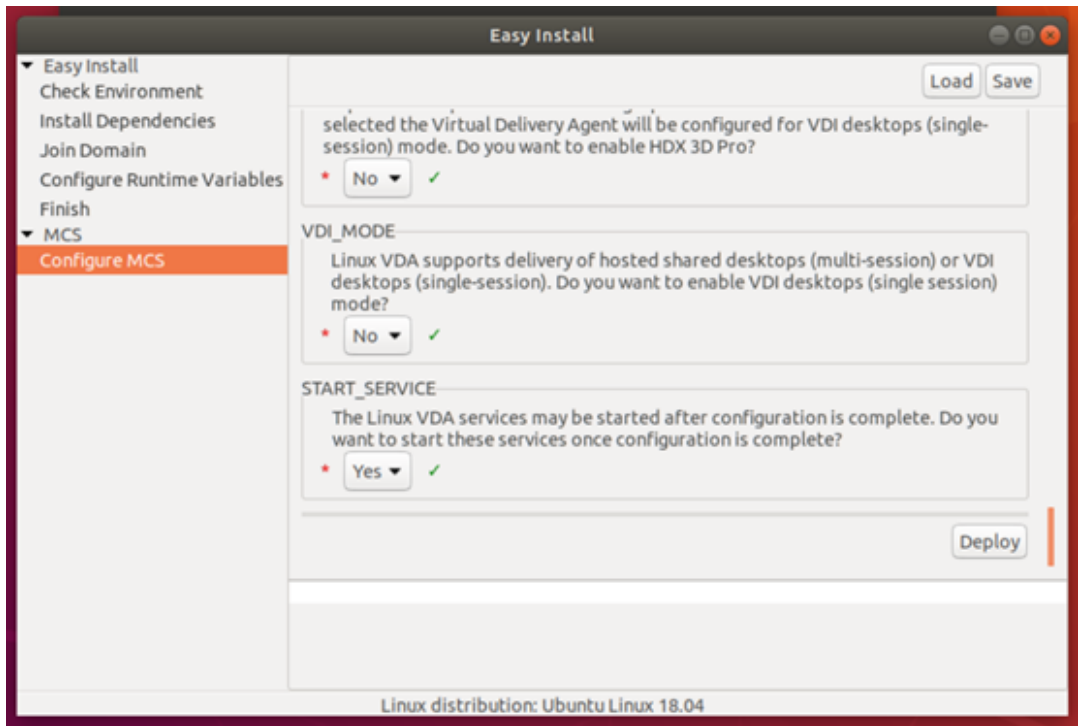 Easy Install
Easy Install
Check Environment
Install Dependencies
Join Domain
Configure Runtime Variables
Finish
MCS
Configure MCS
Load Save
selected the Virtual Delivery Agent will be configured for VDI desktops (single-
session) mode. Do you want to enable HDX 3D Pro?
* No ✓
VDI_MODE
Linux VDA supports delivery of hosted shared desktops (multi-session) or VDI
desktops (single-session). Do you want to enable VDI desktops (single session)
mode?
* No ✓
START_SERVICE
The Linux VDA services may be started after configuration is complete. Do you
want to start these services once configuration is complete?
* Yes ✓
Deploy
Linux distribution: Ubuntu Linux 18.04